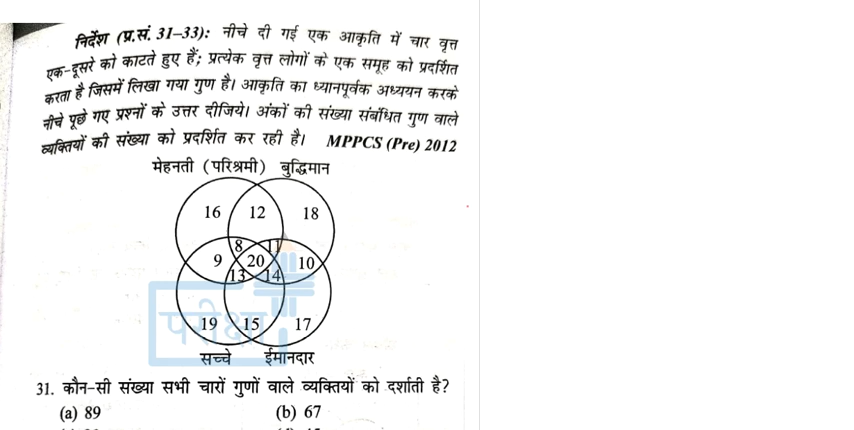 निर्देश (प्र.सं. 31–33): नीचे दी गई एक आकृति में चार वृत्त
एक-दूसरे को काटते हुए हैं; प्रत्येक वृत्त लोगों के एक समूह को प्रदर्शित
करता है जिसमें लिखा गया गुण है। आकृति का ध्यानपूर्वक अध्ययन करके
नीचे पूछे गए प्रश्नों के उत्तर दीजिये। अंकों की संख्या संबंधित गुण वाले
व्यक्तियों की संख्या को प्रदर्शित कर रही है। MPPCS (Pre) 2012
मेहनती (परिश्रमी) बुद्धिमान
16 12 18
8 11
9 20 10
13 14
परीक्षा
19 15 17
सच्चे ईमानदार
31. कौन-सी संख्या सभी चारों गुणों वाले व्यक्तियों को दर्शाती है?
(a) 89 (b) 67